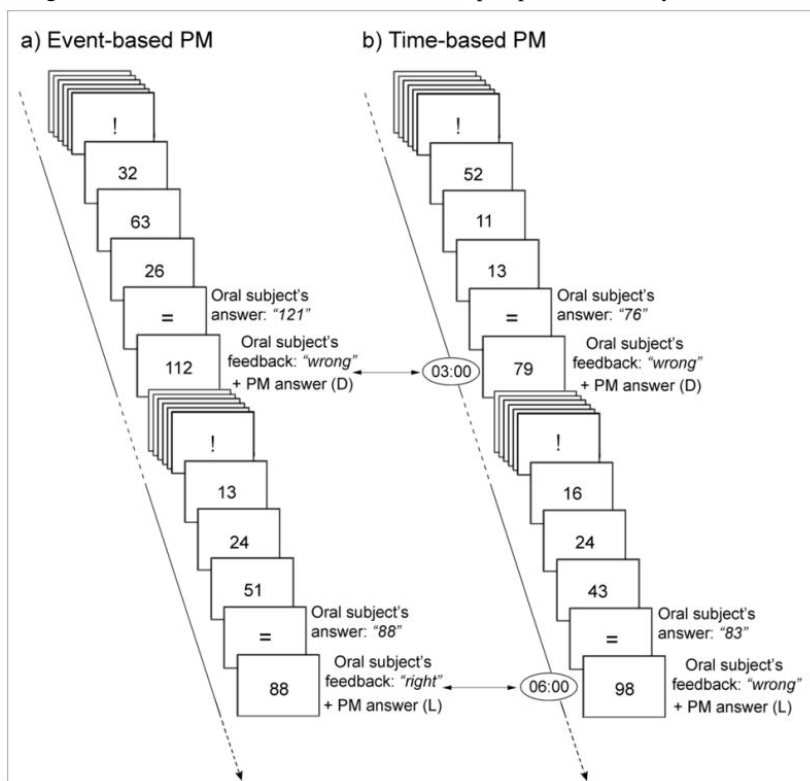 a) Event-based PM
!
32
63
26
=
Oral subject's
answer: "121"
112
Oral subject's
feedback: "wrong"
+ PM answer (D)
!
13
24
51
=
Oral subject's
answer: "88"
88
Oral subject's
feedback: "right"
+ PM answer (L)
b) Time-based PM
!
52
11
13
=
Oral subject's
answer: "76"
03:00
79
Oral subject's
feedback: "wrong"
+ PM answer (D)
!
16
24
43
=
Oral subject's
answer: "83"
06:00
98
Oral subject's
feedback: "wrong"
+ PM answer (L)